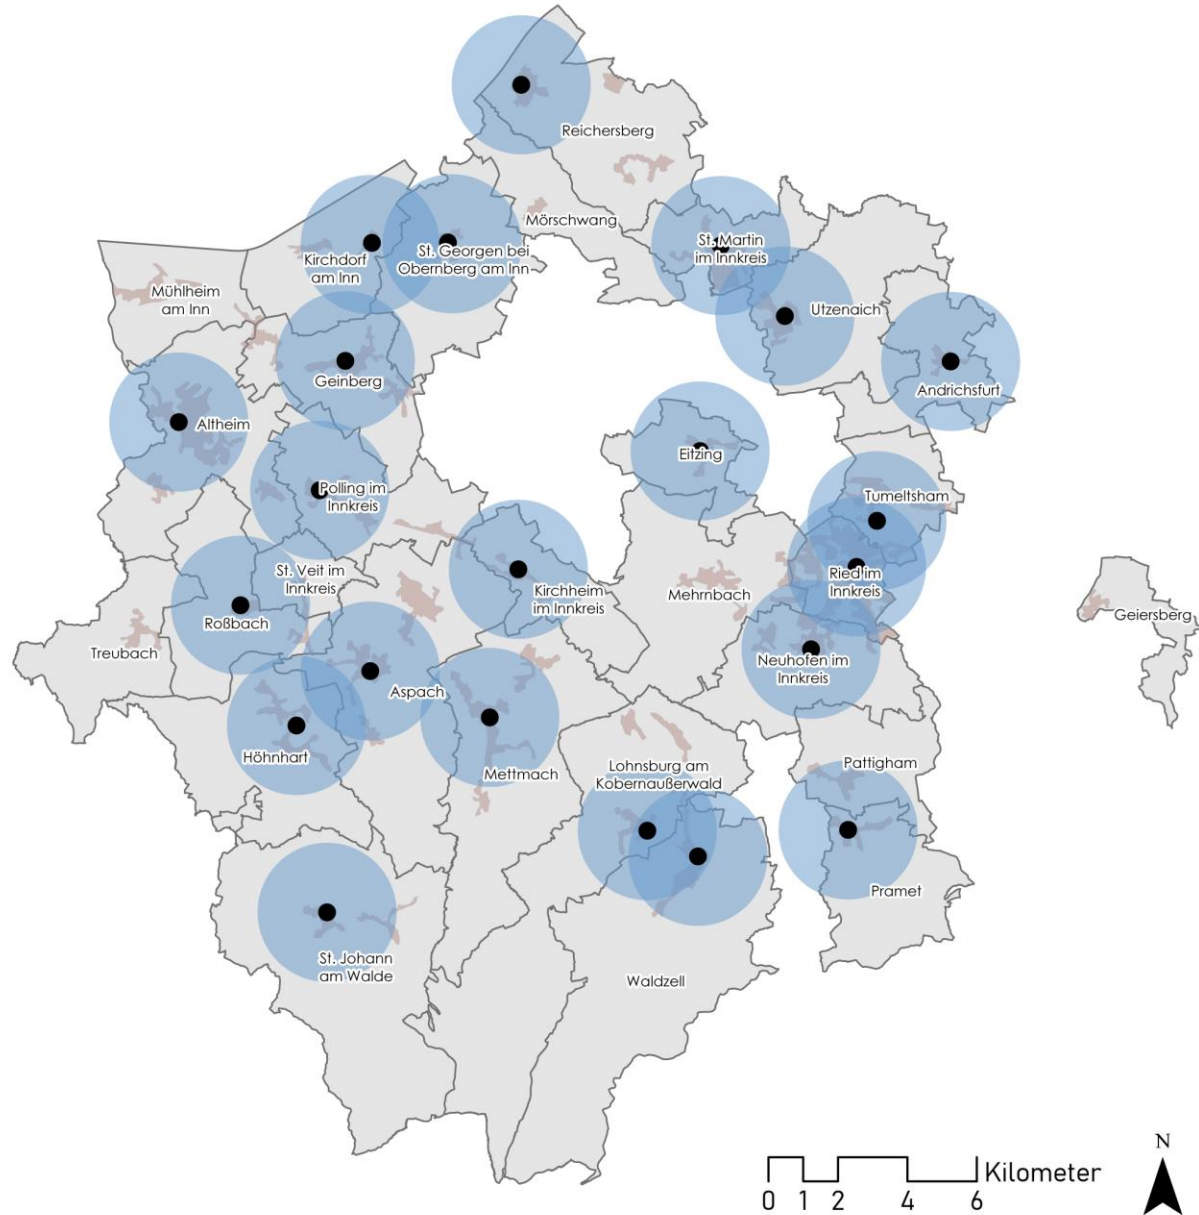 Reichersberg
Mörschwang
St. Martin
im Innkreis
Kirchdorf
am Inn
St. Georgen bei
Obernberg am Inn
Mühlheim
am Inn
Utzenaich
Geinberg
Andrichsfurt
Altheim
Eitzing
Polling im
Innkreis
Tumeltsham
St. Veit im
Innkreis
Kirchheim
im Innkreis
Mehrnbach
Ried im
Innkreis
Geiersberg
Roßbach
Treubach
Neuhofen im
Innkreis
Aspach
Höhnhart
Mettmach
Lohnsburg am
Kobernaußerwald
Pattigham
Pramet
St. Johann
am Walde
Waldzell
N
Kilometer
0 1 2 4 6